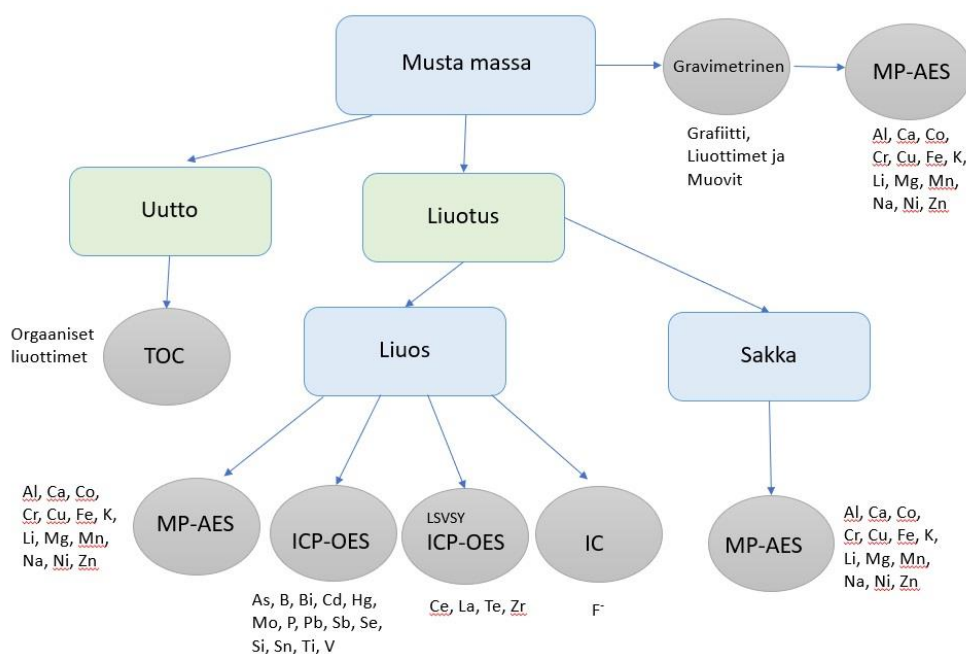 Musta massa
Gravimetrinen
MP-AES
Grafiitti,
Liuottimet ja
Muovit
Al, Ca, Co,
Cr, Cu, Fe, K,
Li, Mg, Mn,
Na, Ni, Zn
Uutto
Liuotus
Orgaaniset
liuottimet
TOC
Liuos
Sakka
Al, Ca, Co,
Cr, Cu, Fe, K,
Li, Mg, Mn,
Na, Ni, Zn
MP-AES
ICP-OES
As, B, Bi, Cd, Hg,
Mo, P, Pb, Sb, Se,
Si, Sn, Ti, V
LSVSY
ICP-OES
Ce, La, Te, Zr
IC
F⁻
MP-AES
Al, Ca, Co,
Cr, Cu, Fe, K,
Li, Mg, Mn,
Na, Ni, Zn